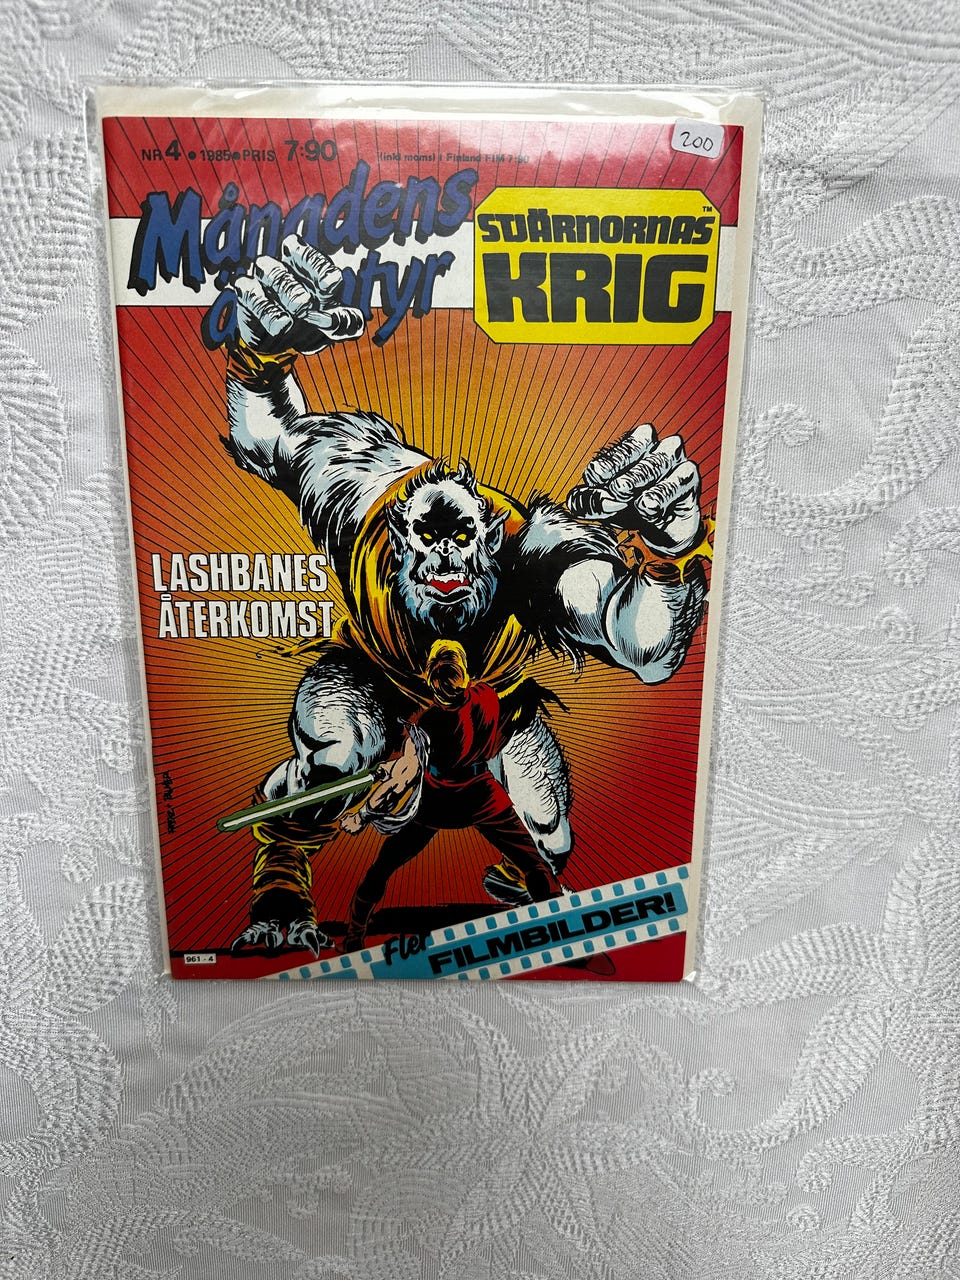 NR 4 • 1985 • PRIS 7:90 (inkl moms) i Finland FIM 7:90
200
Månadens
äventyr
STJÄRNORNAS™
KRIG
LASHBANES
ÅTERKOMST
Fler
FILMBILDER!
961 - 4